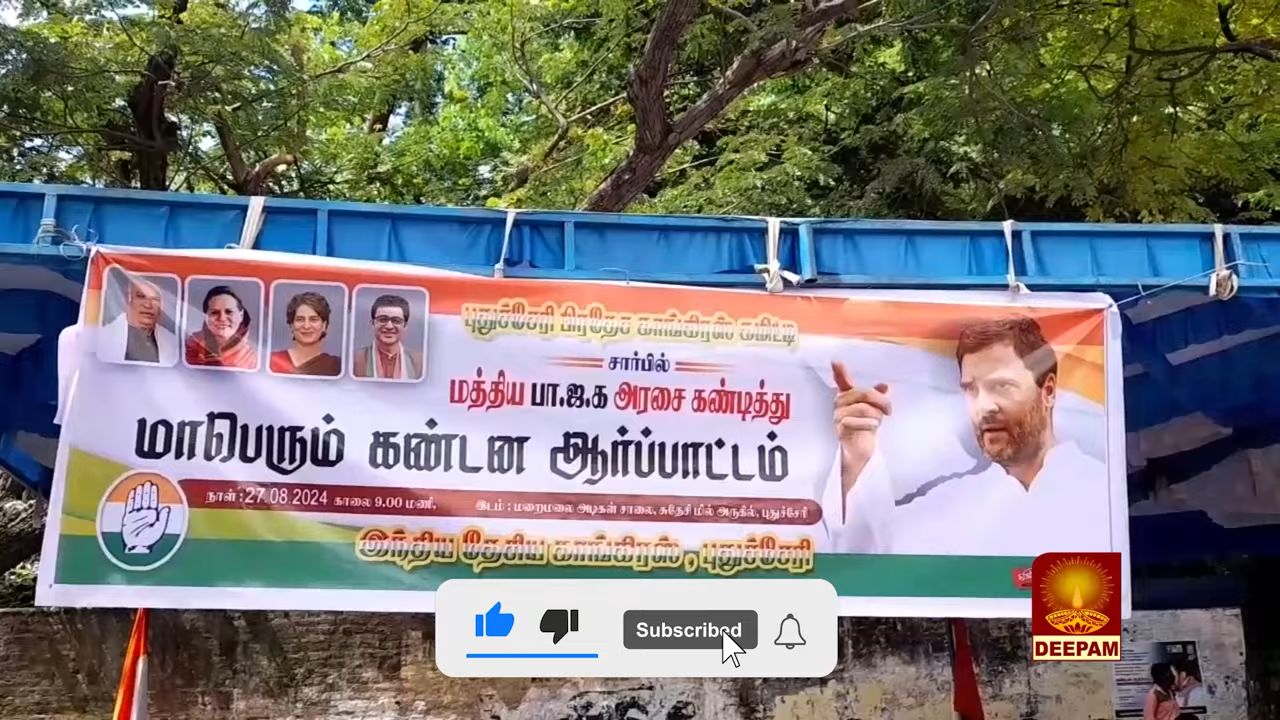 புதுச்சேரி பிரதேச காங்கிரஸ் கமிட்டி
சார்பில்
மத்திய பா.ஜ.க அரசை கண்டித்து
மாபெரும் கண்டன ஆர்ப்பாட்டம்
நாள் : 27.08.2024 காலை 9.00 மணி, இடம் : மறைமலை அடிகள் சாலை, சுதேசி மில் அருகில், புதுச்சேரி
இந்திய தேசிய காங்கிரஸ் , புதுச்சேரி
Subscribed
DEEPAM